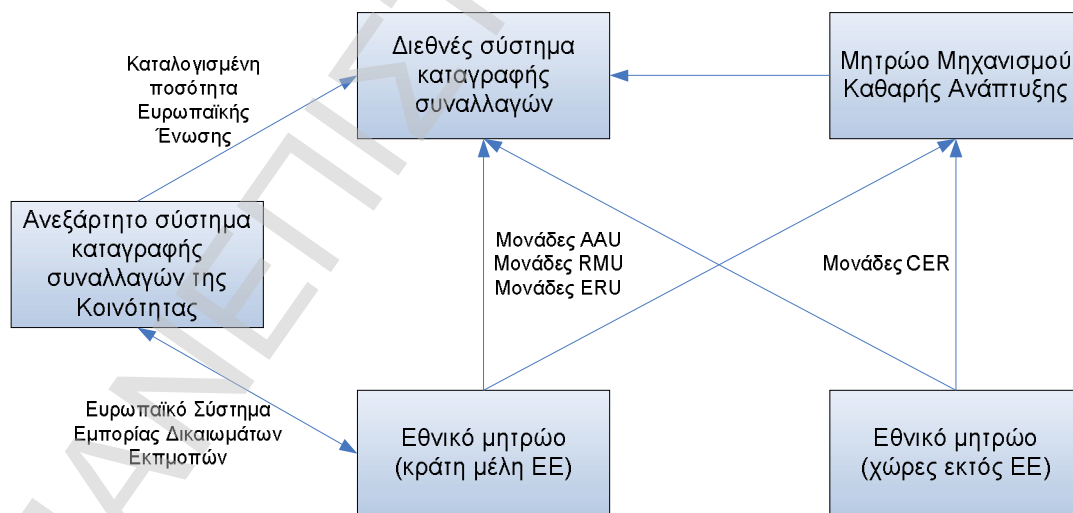 Καταλογισμένη
ποσότητα
Ευρωπαϊκής
Ένωσης
Διεθνές σύστημα
καταγραφής
συναλλαγών
Μητρώο Μηχανισμού
Καθαρής Ανάπτυξης
Ανεξάρτητο σύστημα
καταγραφής
συναλλαγών της
Κοινότητας
Μονάδες AAU
Μονάδες RMU
Μονάδες ERU
Μονάδες CER
Ευρωπαϊκό Σύστημα
Εμπορίας Δικαιωμάτων
Εκπμοπών
Εθνικό μητρώο
(κράτη μέλη ΕΕ)
Εθνικό μητρώο
(χώρες εκτός ΕΕ)